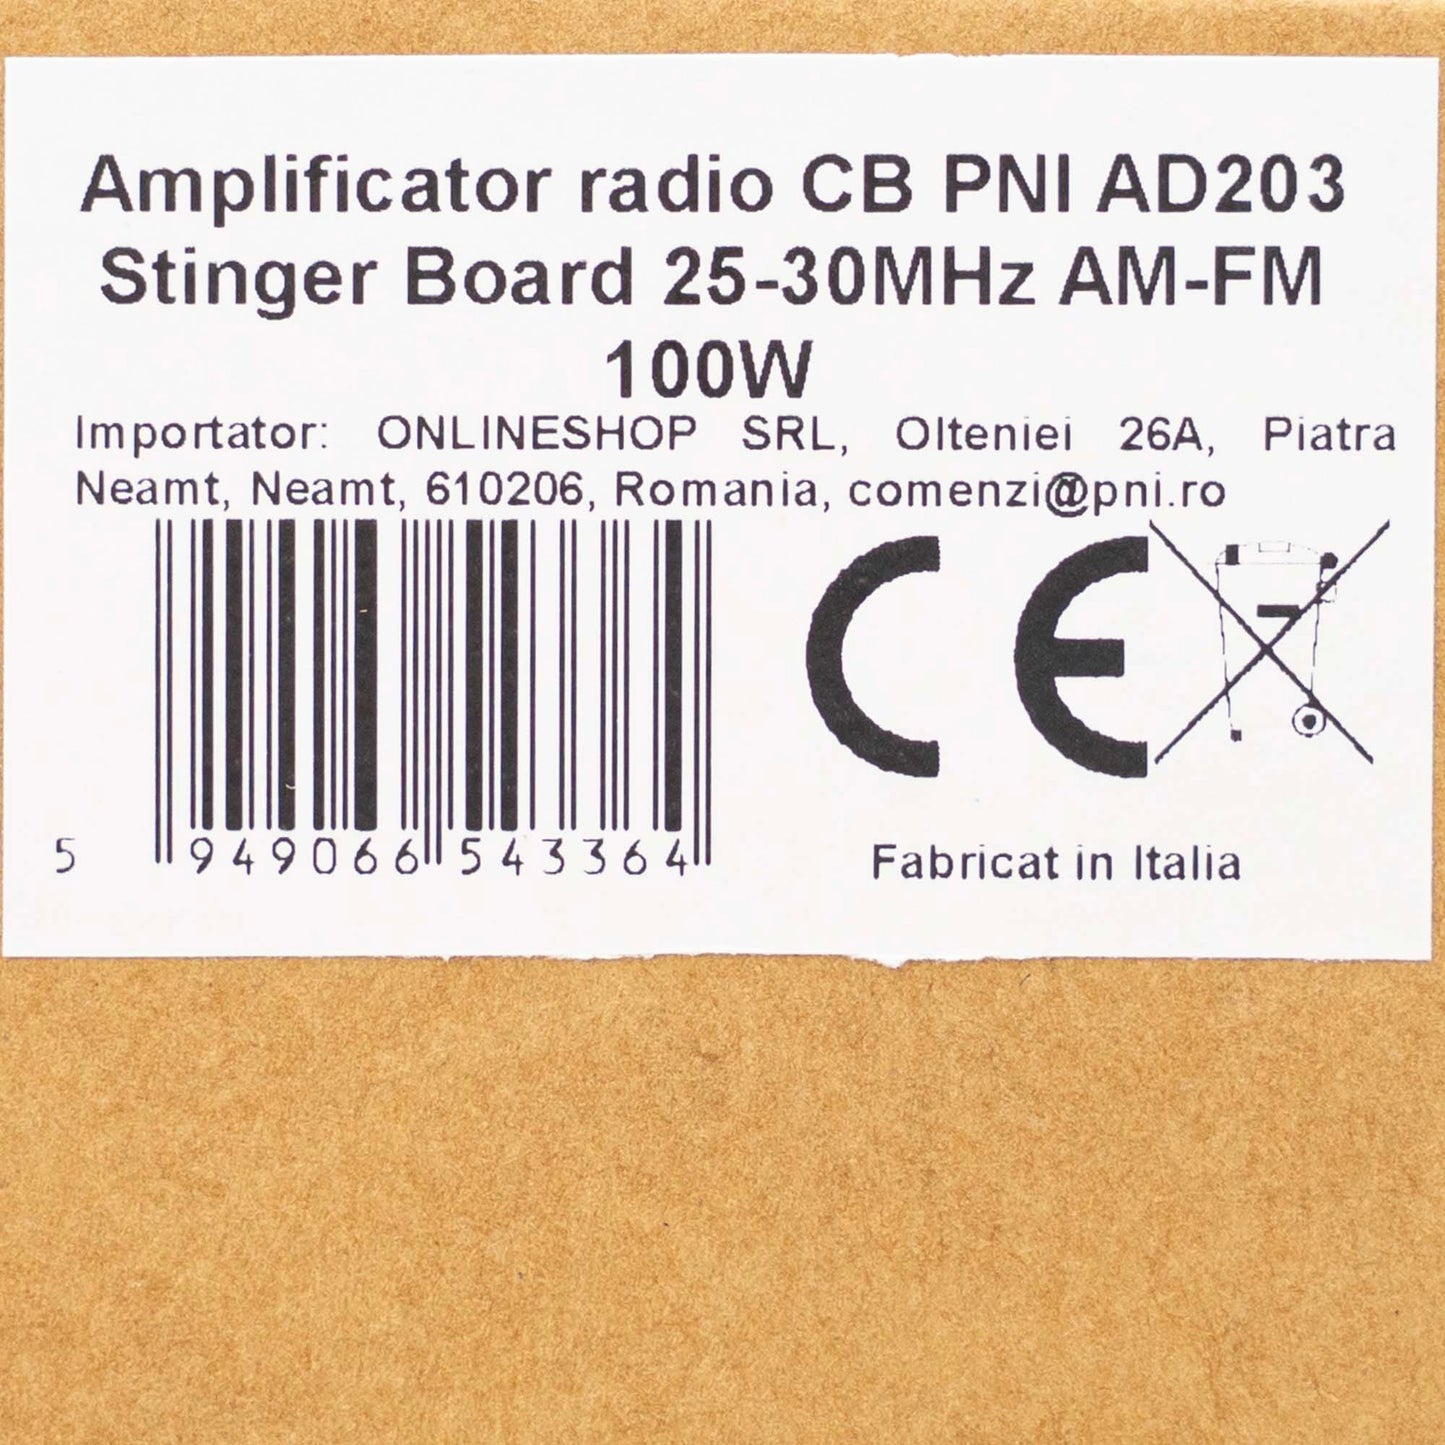 Amplificator radio CB PNI AD203
Stinger Board 25-30MHz AM-FM
100W
Importator: ONLINESHOP SRL, Olteniei 26A, Piatra
Neamt, Neamt, 610206, Romania, comenzi@pni.ro
CE
5 949066 543364
Fabricat in Italia